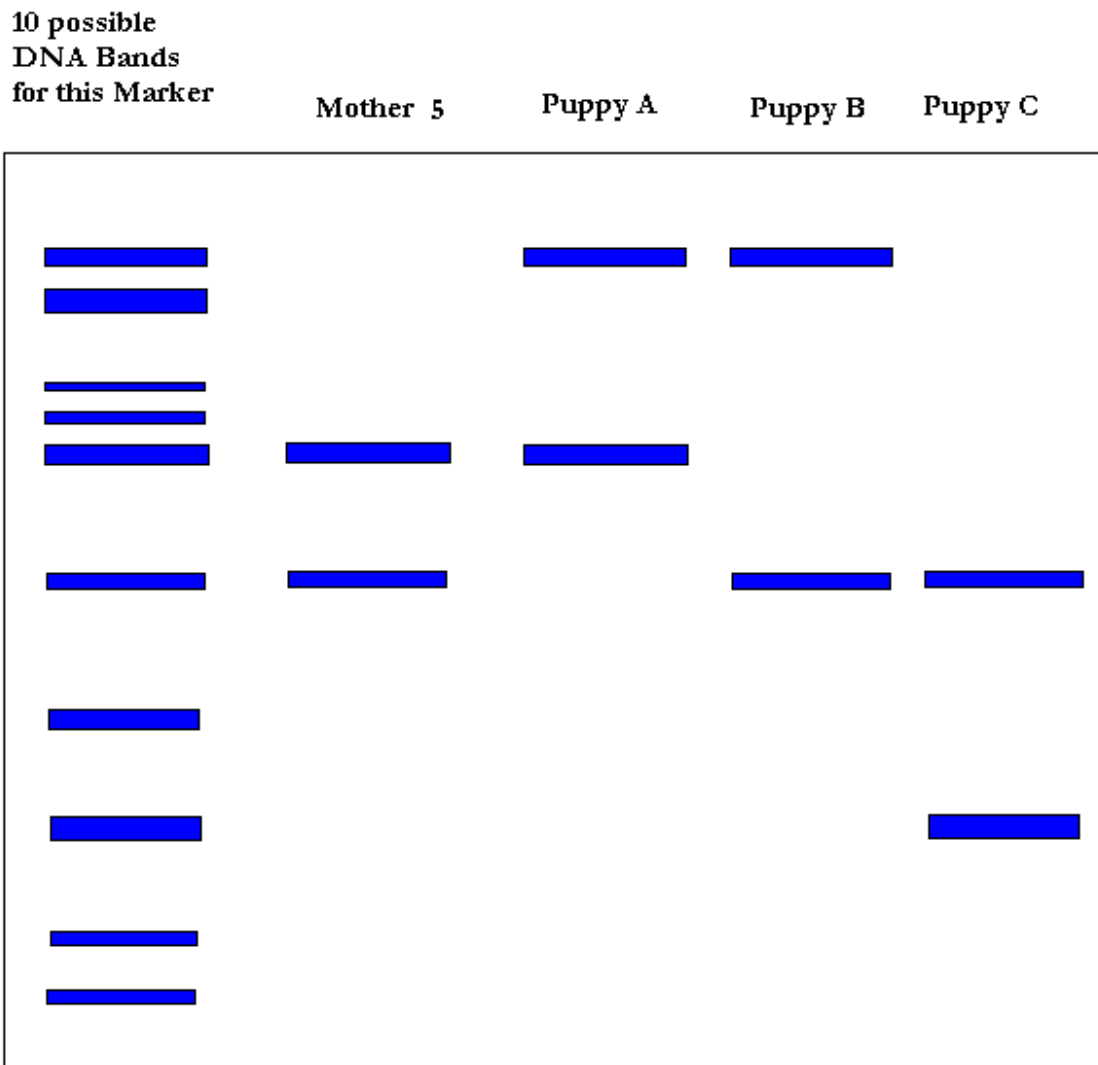 10 possible
DNA Bands
for this Marker
Mother 5
Puppy A
Puppy B
Puppy C